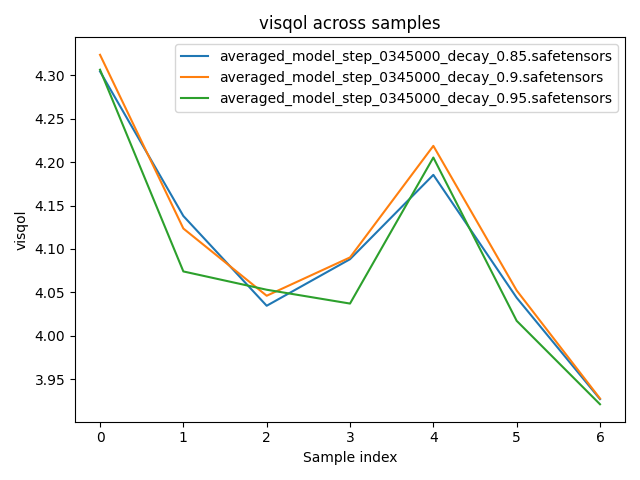 visqol across samples
averaged_model_step_0345000_decay_0.85.safetensors
averaged_model_step_0345000_decay_0.9.safetensors
averaged_model_step_0345000_decay_0.95.safetensors
visqol
4.30
4.25
4.20
4.15
4.10
4.05
4.00
3.95
0 1 2 3 4 5 6
Sample index